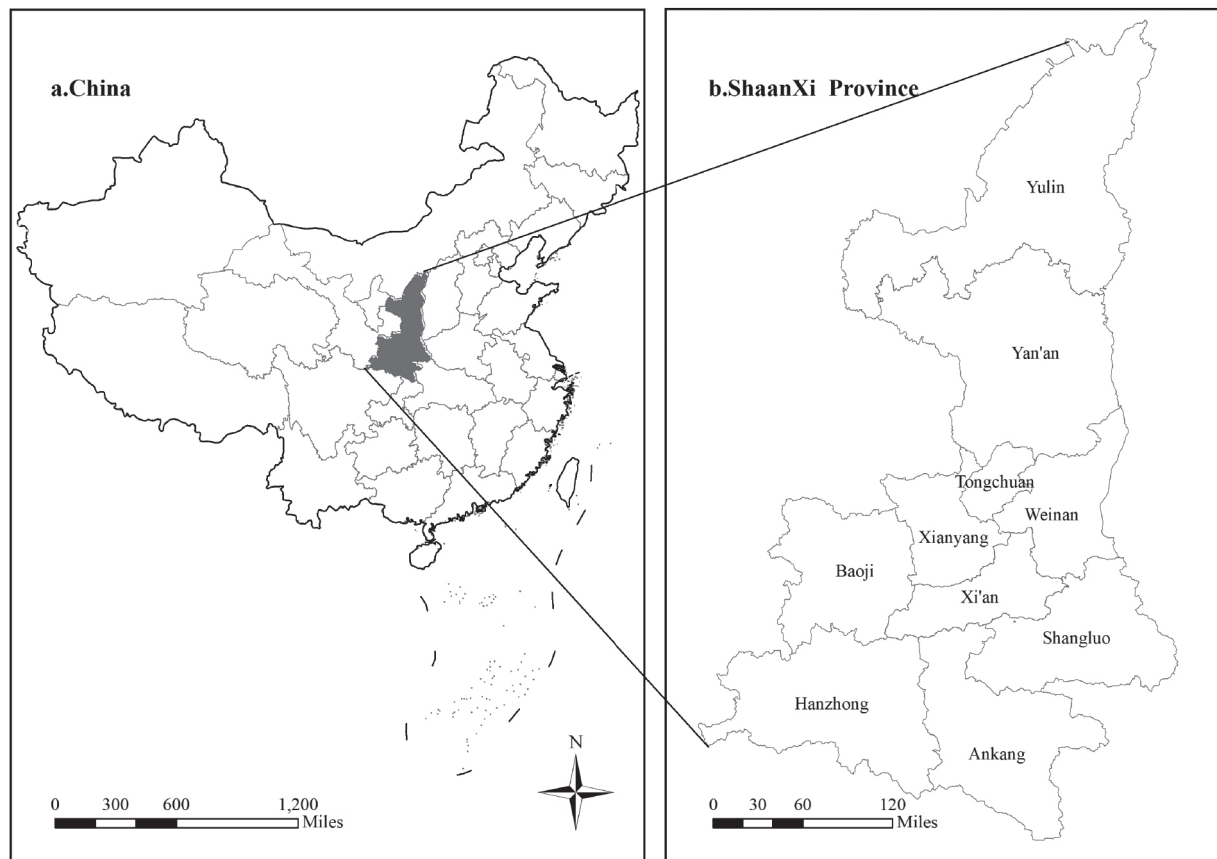 a.China
N
0 300 600 1,200
Miles
b.ShaanXi Province
Yulin
Yan'an
Tongchuan
Weinan
Xianyang
Baoji
Xi'an
Shangluo
Hanzhong
Ankang
0 30 60 120
Miles